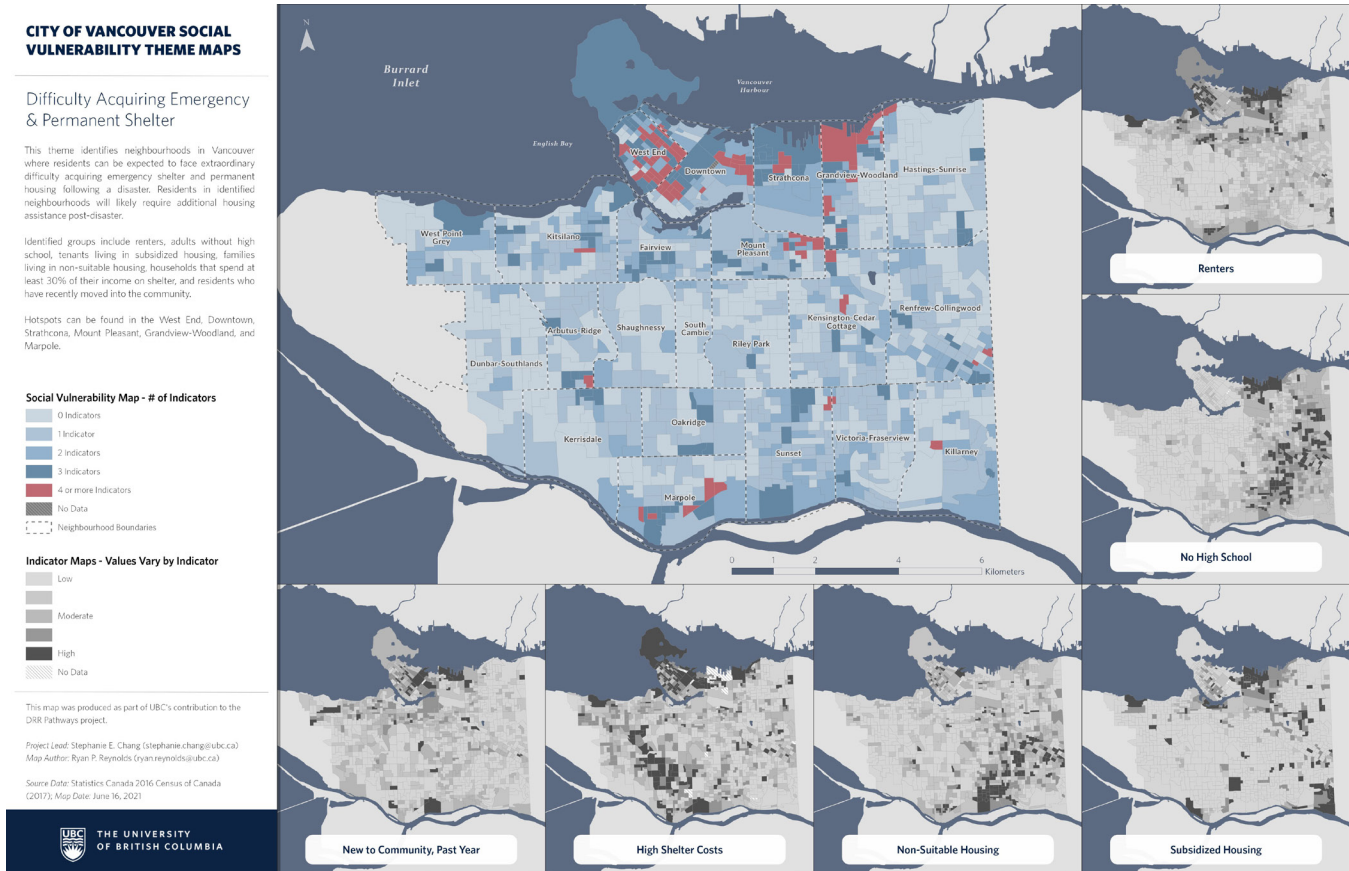 CITY OF VANCOUVER SOCIAL
VULNERABILITY THEME MAPS
Difficulty Acquiring Emergency
& Permanent Shelter
This theme identifies neighbourhoods in Vancouver
where residents can be expected to face extraordinary
difficulty acquiring emergency shelter and permanent
housing following a disaster. Residents in identified
neighbourhoods will likely require additional housing
assistance post-disaster.
Identified groups include renters, adults without high
school, tenants living in subsidized housing, families
living in non-suitable housing, households that spend at
least 30% of their income on shelter, and residents who
have recently moved into the community.
Hotspots can be found in the West End, Downtown,
Strathcona, Mount Pleasant, Grandview-Woodland, and
Marpole.
Social Vulnerability Map - # of Indicators
0 Indicators
1 Indicator
2 Indicators
3 Indicators
4 or more Indicators
No Data
Neighbourhood Boundaries
Indicator Maps - Values Vary by Indicator
Low
Moderate
High
No Data
This map was produced as part of UBC's contribution to the
DRR Pathways project.
Project Lead: Stephanie E. Chang (stephanie.chang@ubc.ca)
Map Author: Ryan P. Reynolds (ryan.reynolds@ubc.ca)
Source Data: Statistics Canada 2016 Census of Canada
(2017); Map Date: June 16, 2021
UBC
THE UNIVERSITY
OF BRITISH COLUMBIA
N
Burrard
Inlet
Vancouver
Harbour
English Bay
West End
Downtown
Strathcona
Grandview-Woodland
Hastings-Sunrise
West Point
Grey
Kitsilano
Fairview
Mount
Pleasant
Arbutus-Ridge
Shaughnessy
South
Cambie
Riley Park
Kensington-Cedar
Cottage
Renfrew-Collingwood
Dunbar-Southlands
Kerrisdale
Oakridge
Sunset
Victoria-Fraserview
Killarney
Marpole
0
1
2
4
6
Kilometers
Renters
No High School
New to Community, Past Year
High Shelter Costs
Non-Suitable Housing
Subsidized Housing